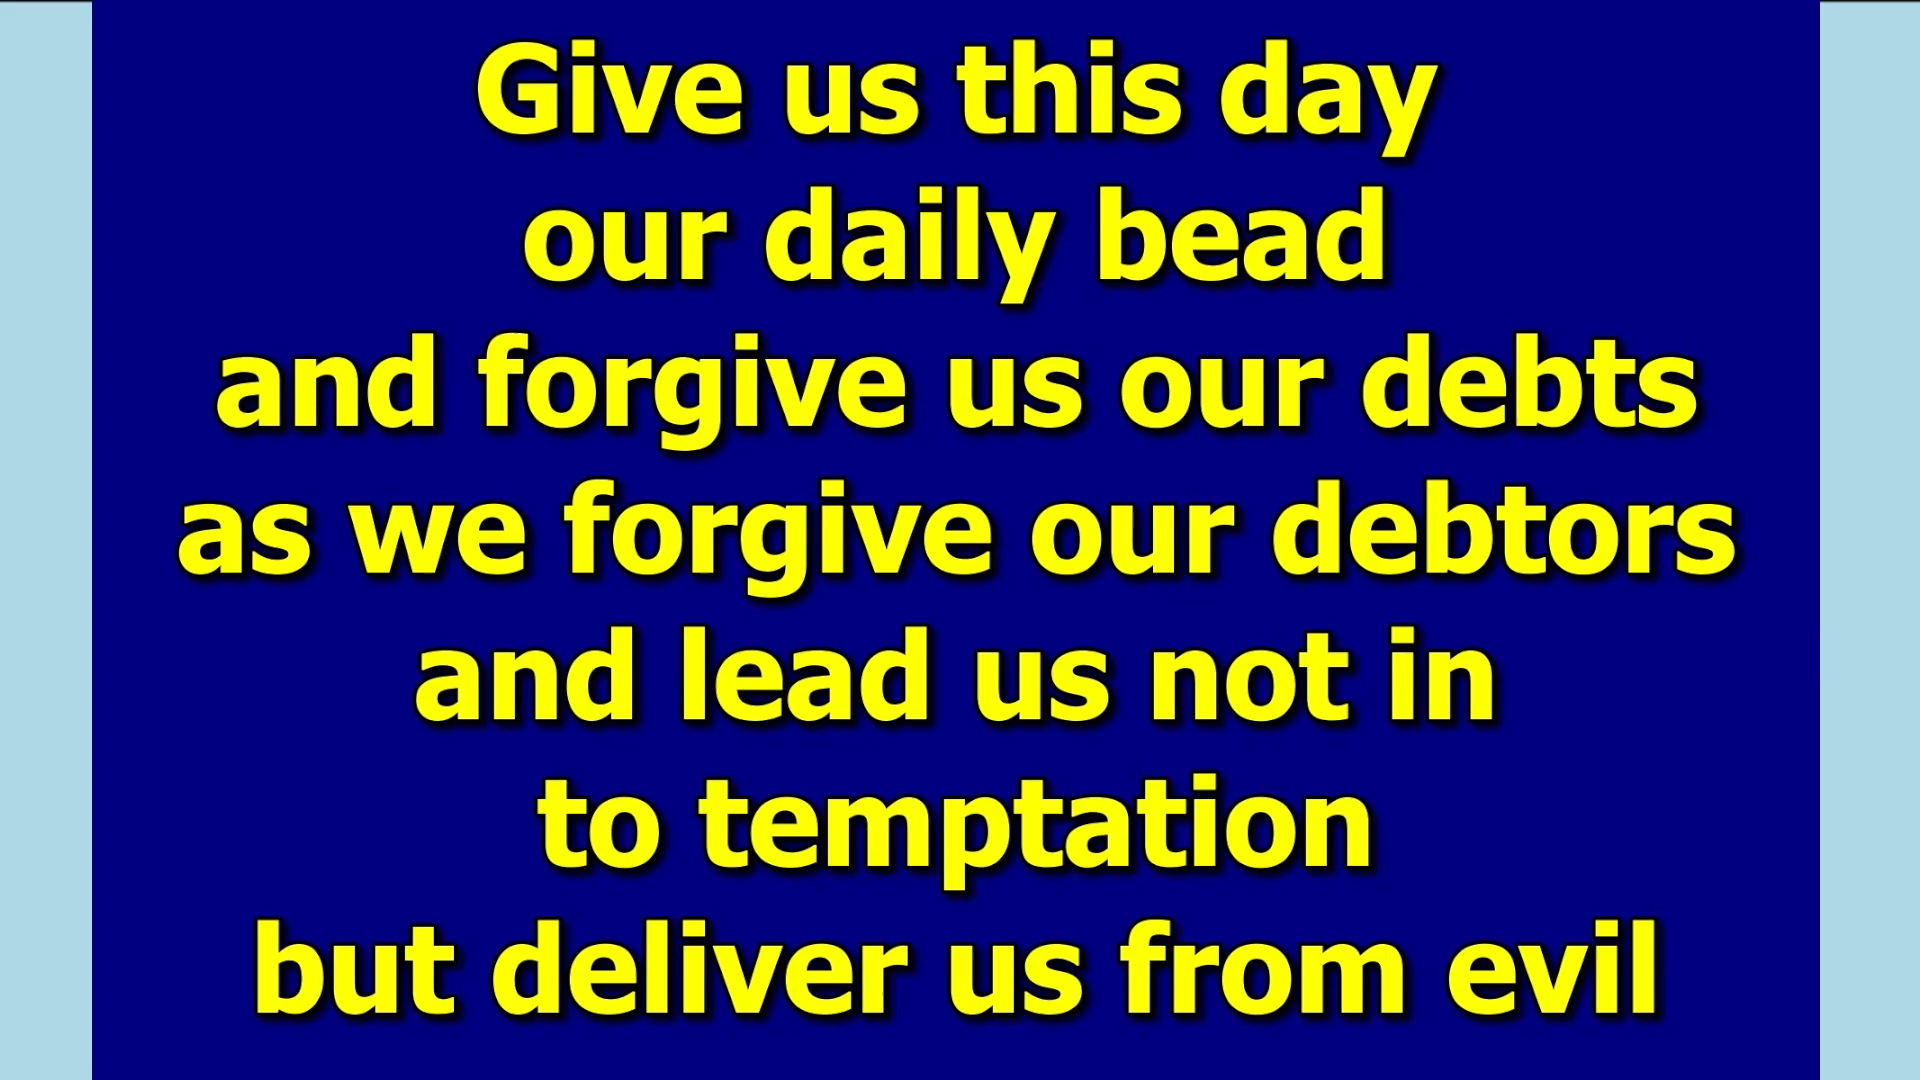 Give us this day
our daily bead
and forgive us our debts
as we forgive our debtors
and lead us not in
to temptation
but deliver us from evil